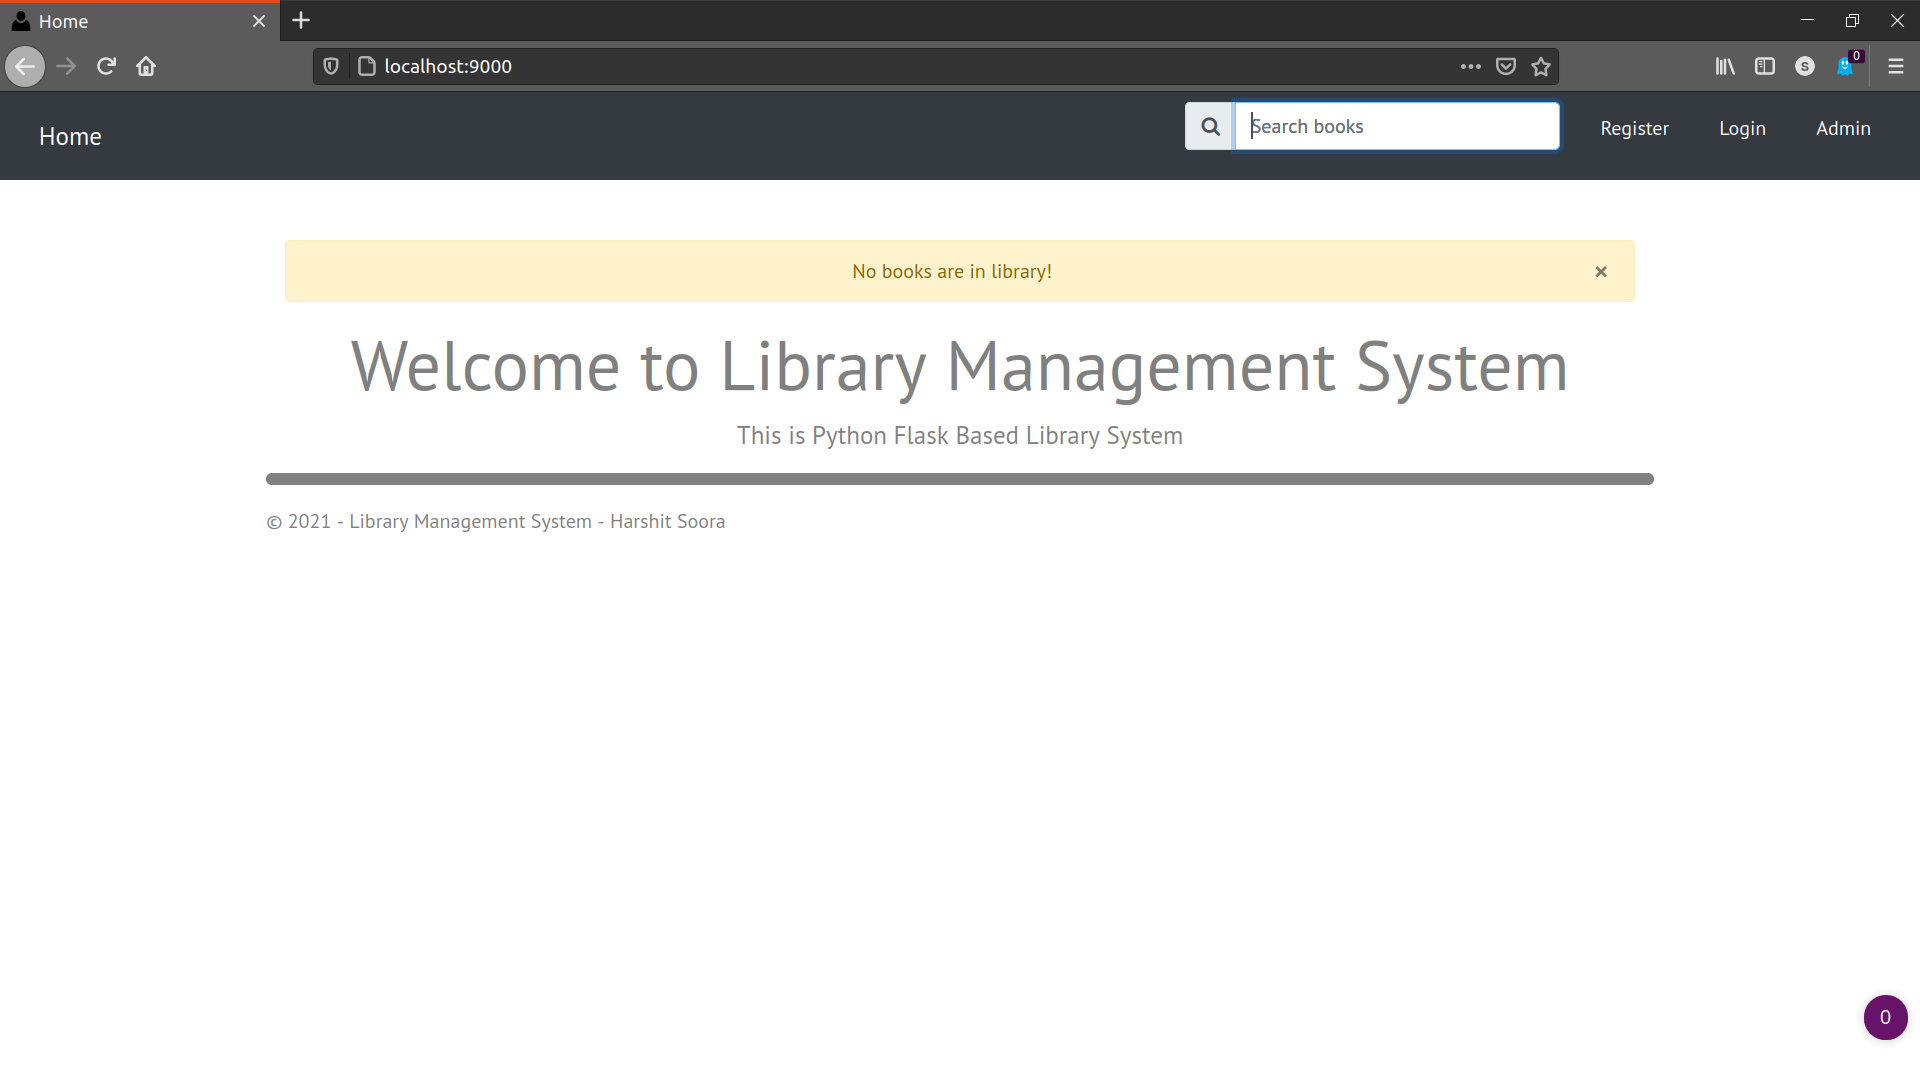 Home
localhost:9000
S
0
Home
Search books
Register
Login
Admin
No books are in library!
×
Welcome to Library Management System
This is Python Flask Based Library System
© 2021 - Library Management System - Harshit Soora
0